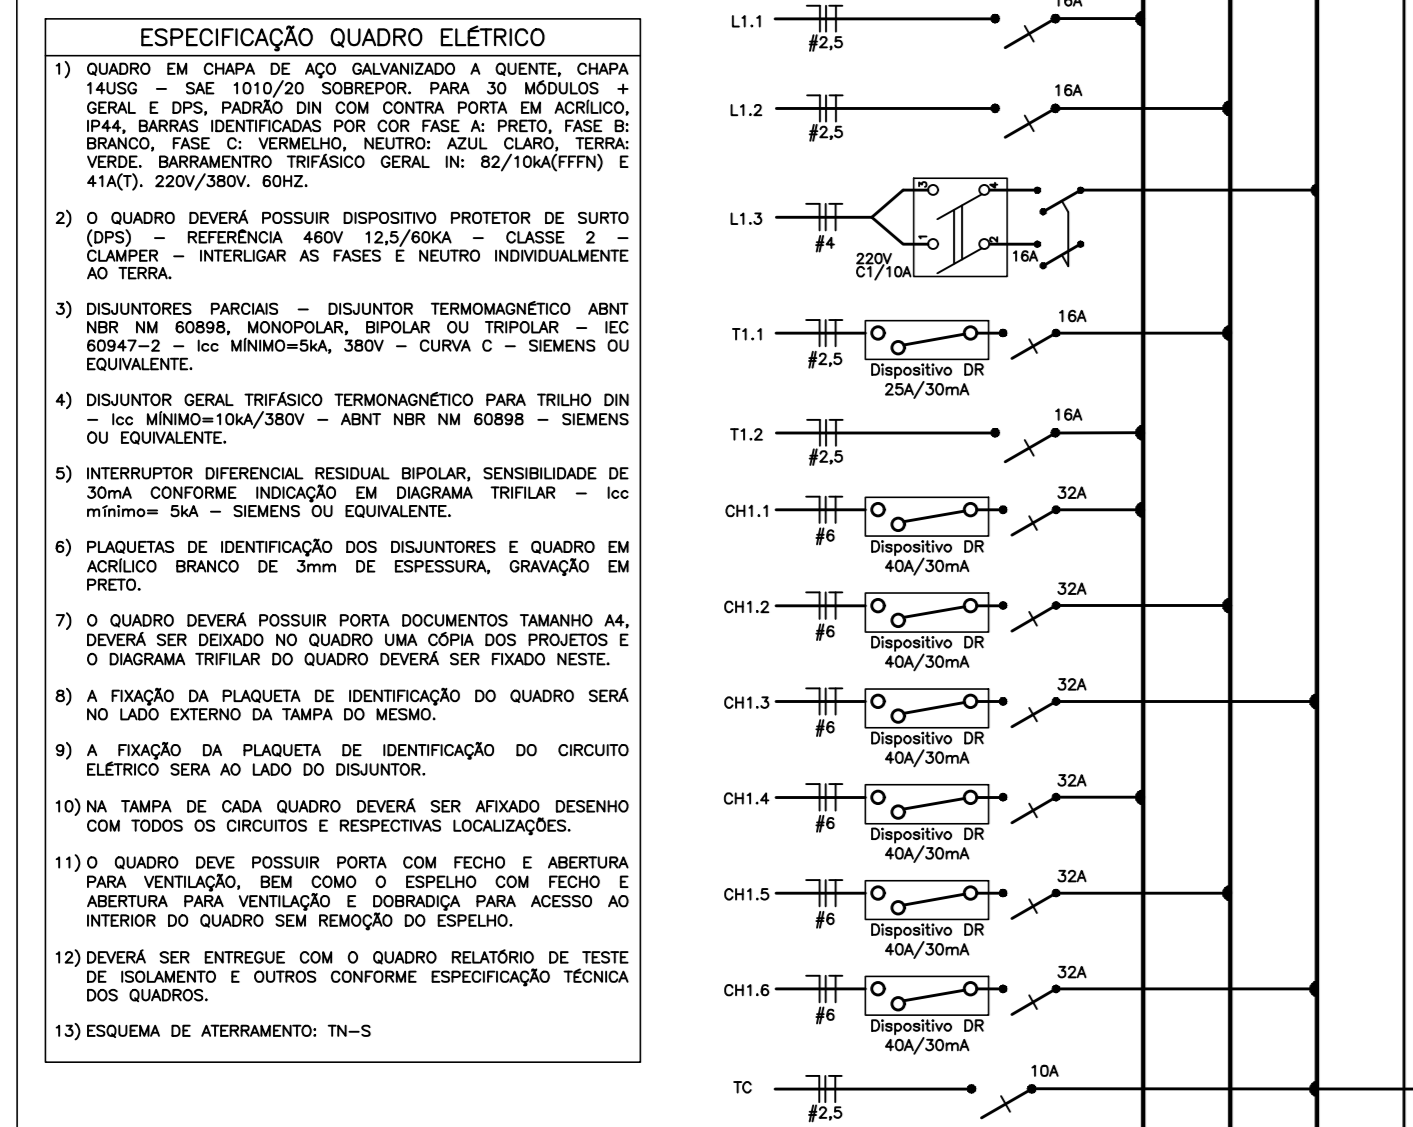 ESPECIFICAÇÃO QUADRO ELÉTRICO
1) QUADRO EM CHAPA DE AÇO GALVANIZADO A QUENTE, CHAPA
14USG – SAE 1010/20 SOBREPOR. PARA 30 MÓDULOS +
GERAL E DPS, PADRÃO DIN COM CONTRA PORTA EM ACRÍLICO,
IP44, BARRAS IDENTIFICADAS POR COR FASE A: PRETO, FASE B:
BRANCO, FASE C: VERMELHO, NEUTRO: AZUL CLARO, TERRA:
VERDE. BARRAMENTRO TRIFÁSICO GERAL IN: 82/10kA(FFFN) E
41A(T). 220V/380V. 60HZ.
2) O QUADRO DEVERÁ POSSUIR DISPOSITIVO PROTETOR DE SURTO
(DPS) – REFERÊNCIA 460V 12,5/60KA – CLASSE 2 –
CLAMPER – INTERLIGAR AS FASES E NEUTRO INDIVIDUALMENTE
AO TERRA.
3) DISJUNTORES PARCIAIS – DISJUNTOR TERMOMAGNÉTICO ABNT
NBR NM 60898, MONOPOLAR, BIPOLAR OU TRIPOLAR – IEC
60947–2 – Icc MÍNIMO=5kA, 380V – CURVA C – SIEMENS OU
EQUIVALENTE.
4) DISJUNTOR GERAL TRIFÁSICO TERMONAGNÉTICO PARA TRILHO DIN
– Icc MÍNIMO=10kA/380V – ABNT NBR NM 60898 – SIEMENS
OU EQUIVALENTE.
5) INTERRUPTOR DIFERENCIAL RESIDUAL BIPOLAR, SENSIBILIDADE DE
30mA CONFORME INDICAÇÃO EM DIAGRAMA TRIFILAR – Icc
mínimo= 5kA – SIEMENS OU EQUIVALENTE.
6) PLAQUETAS DE IDENTIFICAÇÃO DOS DISJUNTORES E QUADRO EM
ACRÍLICO BRANCO DE 3mm DE ESPESSURA, GRAVAÇÃO EM
PRETO.
7) O QUADRO DEVERÁ POSSUIR PORTA DOCUMENTOS TAMANHO A4,
DEVERÁ SER DEIXADO NO QUADRO UMA CÓPIA DOS PROJETOS E
O DIAGRAMA TRIFILAR DO QUADRO DEVERÁ SER FIXADO NESTE.
8) A FIXAÇÃO DA PLAQUETA DE IDENTIFICAÇÃO DO QUADRO SERÁ
NO LADO EXTERNO DA TAMPA DO MESMO.
9) A FIXAÇÃO DA PLAQUETA DE IDENTIFICAÇÃO DO CIRCUITO
ELÉTRICO SERA AO LADO DO DISJUNTOR.
10) NA TAMPA DE CADA QUADRO DEVERÁ SER AFIXADO DESENHO
COM TODOS OS CIRCUITOS E RESPECTIVAS LOCALIZAÇÕES.
11) O QUADRO DEVE POSSUIR PORTA COM FECHO E ABERTURA
PARA VENTILAÇÃO, BEM COMO O ESPELHO COM FECHO E
ABERTURA PARA VENTILAÇÃO E DOBRADIÇA PARA ACESSO AO
INTERIOR DO QUADRO SEM REMOÇÃO DO ESPELHO.
12) DEVERÁ SER ENTREGUE COM O QUADRO RELATÓRIO DE TESTE
DE ISOLAMENTO E OUTROS CONFORME ESPECIFICAÇÃO TÉCNICA
DOS QUADROS.
13) ESQUEMA DE ATERRAMENTO: TN–S
16A
L1.1
#2,5
16A
L1.2
#2,5
3 4
L1.3
#4
1 2
220V
C1/10A
16A
16A
T1.1
#2,5
Dispositivo DR
25A/30mA
16A
T1.2
#2,5
32A
CH1.1
#6
Dispositivo DR
40A/30mA
32A
CH1.2
#6
Dispositivo DR
40A/30mA
32A
CH1.3
#6
Dispositivo DR
40A/30mA
32A
CH1.4
#6
Dispositivo DR
40A/30mA
32A
CH1.5
#6
Dispositivo DR
40A/30mA
32A
CH1.6
#6
Dispositivo DR
40A/30mA
10A
TC
#2,5